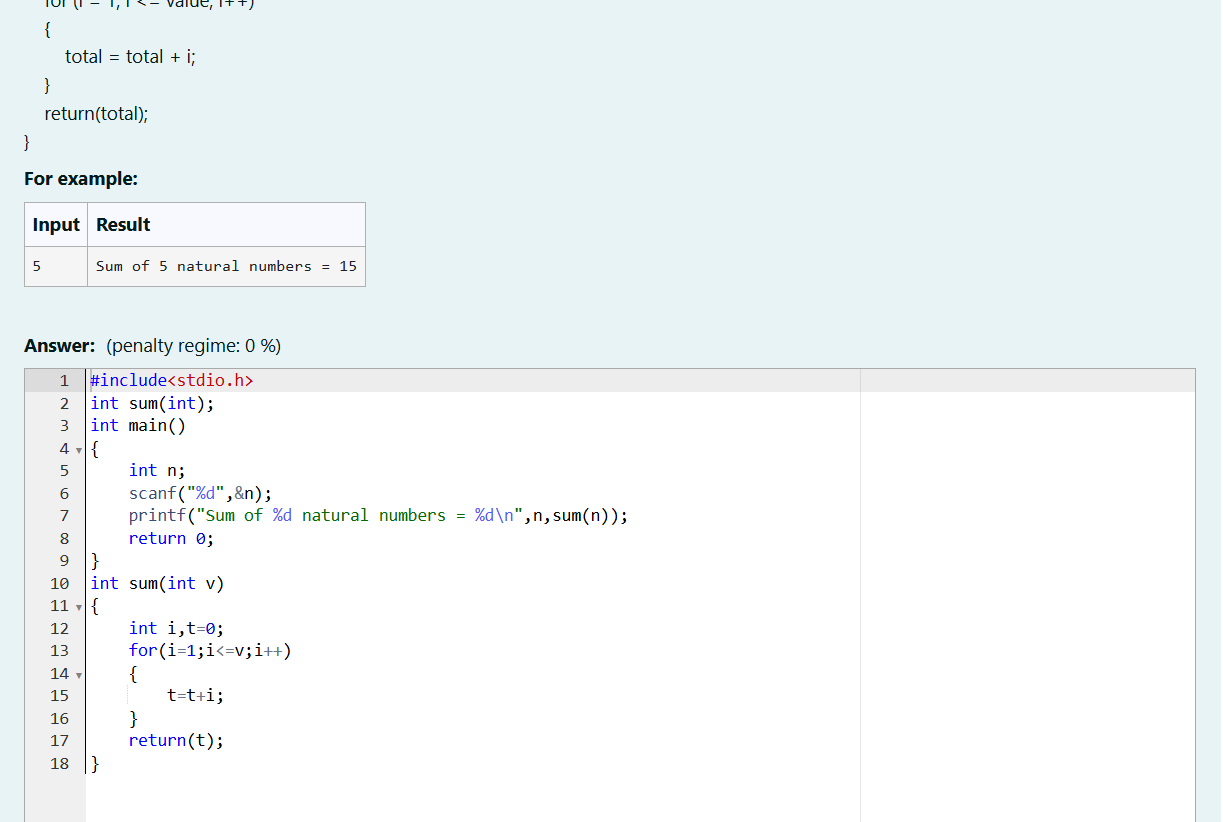 for (i = 1; i <= value; i++)
{
total = total + i;
}
return(total);
}
For example:
Input Result
5 Sum of 5 natural numbers = 15
Answer: (penalty regime: 0 %)
1 #include<stdio.h>
2 int sum(int);
3 int main()
4 {
5 int n;
6 scanf("%d",&n);
7 printf("Sum of %d natural numbers = %d\n",n,sum(n));
8 return 0;
9 }
10 int sum(int v)
11 {
12 int i,t=0;
13 for(i=1;i<=v;i++)
14 {
15 t=t+i;
16 }
17 return(t);
18 }